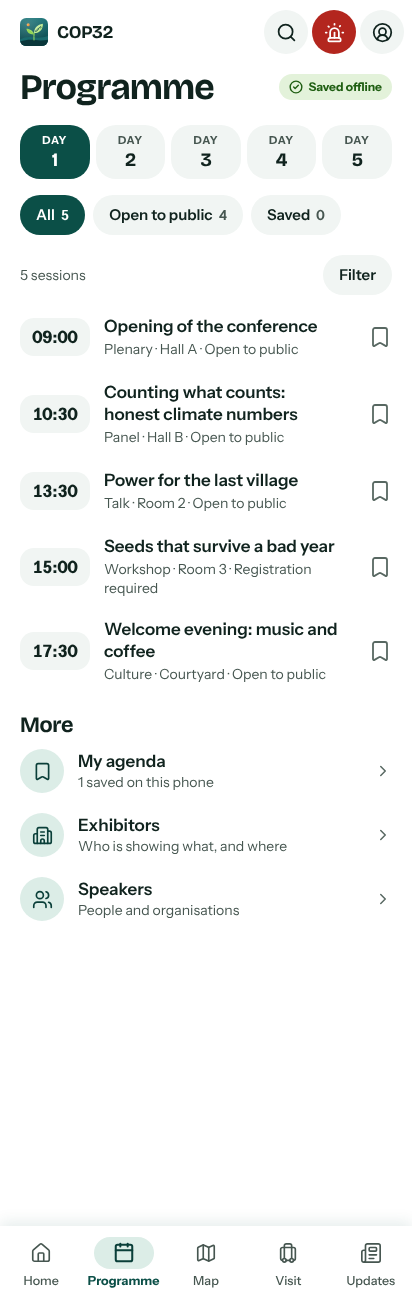 COP32
Programme
Saved offline
DAY
1
DAY
2
DAY
3
DAY
4
DAY
5
All 5
Open to public 4
Saved 0
5 sessions
Filter
09:00
Opening of the conference
Plenary · Hall A · Open to public
10:30
Counting what counts:
honest climate numbers
Panel · Hall B · Open to public
13:30
Power for the last village
Talk · Room 2 · Open to public
15:00
Seeds that survive a bad year
Workshop · Room 3 · Registration
required
17:30
Welcome evening: music and
coffee
Culture · Courtyard · Open to public
More
My agenda
1 saved on this phone
Exhibitors
Who is showing what, and where
Speakers
People and organisations
Home
Programme
Map
Visit
Updates